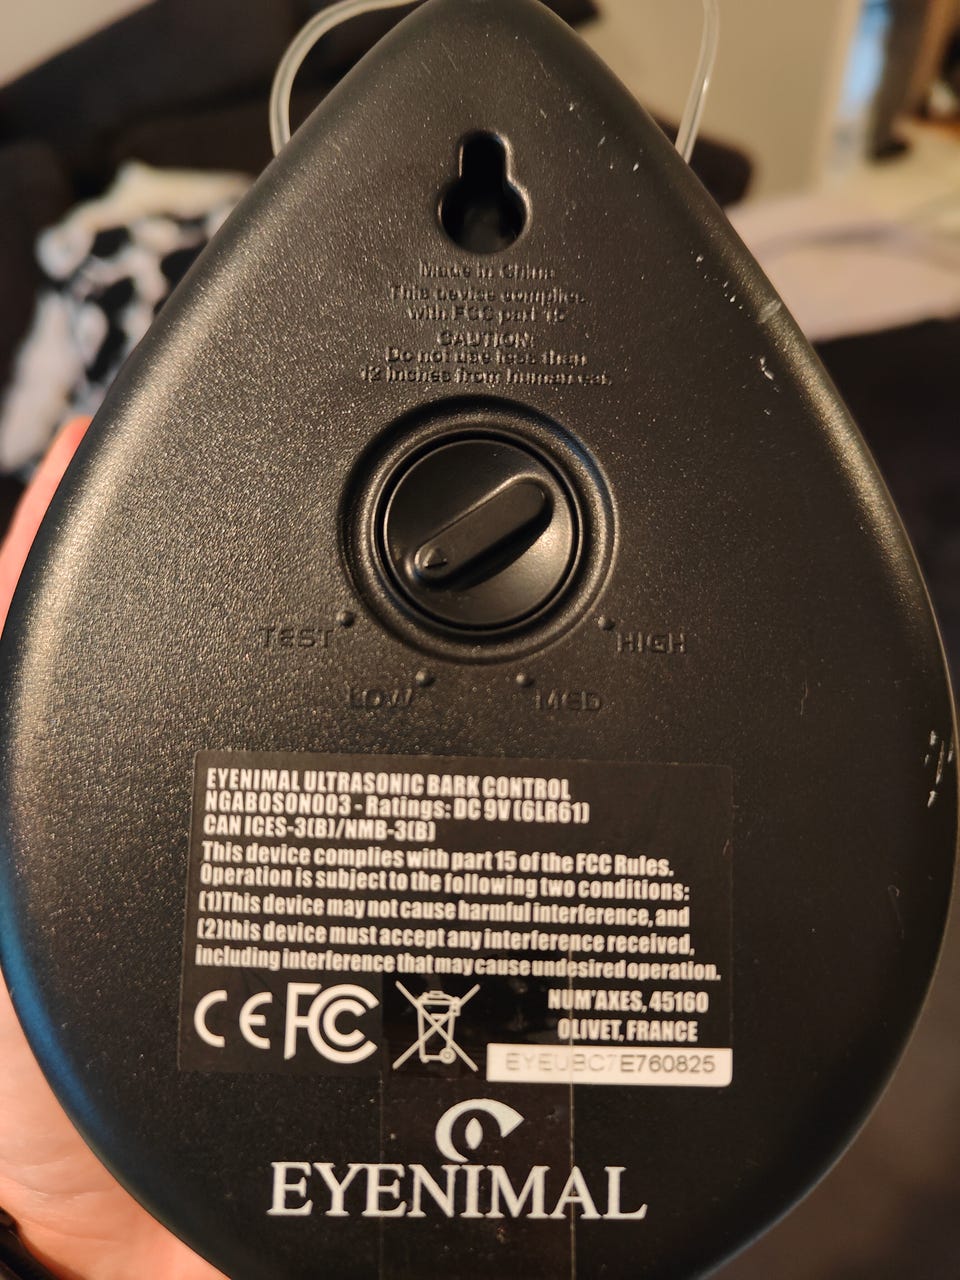 Made in China
This device complies
with FCC part 15
CAUTION
Do not use less than
12 inches from human ear.
TEST
HIGH
LOW
MED
EYENIMAL ULTRASONIC BARK CONTROL
NGABOSON003 - Ratings: DC 9V (6LR61)
CAN ICES-3(B)/NMB-3(B)
This device complies with part 15 of the FCC Rules.
Operation is subject to the following two conditions:
(1)This device may not cause harmful interference, and
(2)this device must accept any interference received,
including interference that may cause undesired operation.
CE FC
NUM'AXES, 45160
OLIVET, FRANCE
EYEUBC7E760825
EYENIMAL